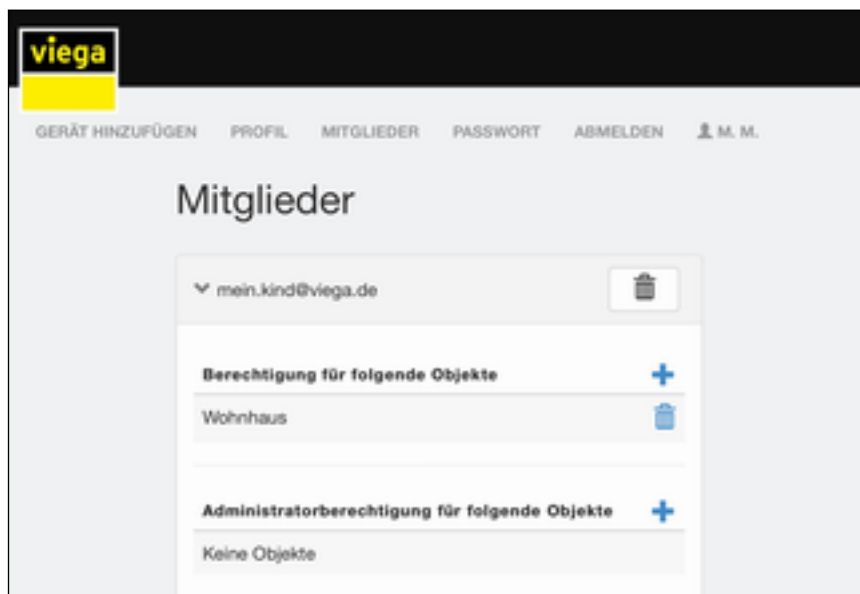 viega
GERÄT HINZUFÜGEN PROFIL MITGLIEDER PASSWORT ABMELDEN M. M.
Mitglieder
mein.kind@viega.de
Berechtigung für folgende Objekte
Wohnhaus
Administratorberechtigung für folgende Objekte
Keine Objekte